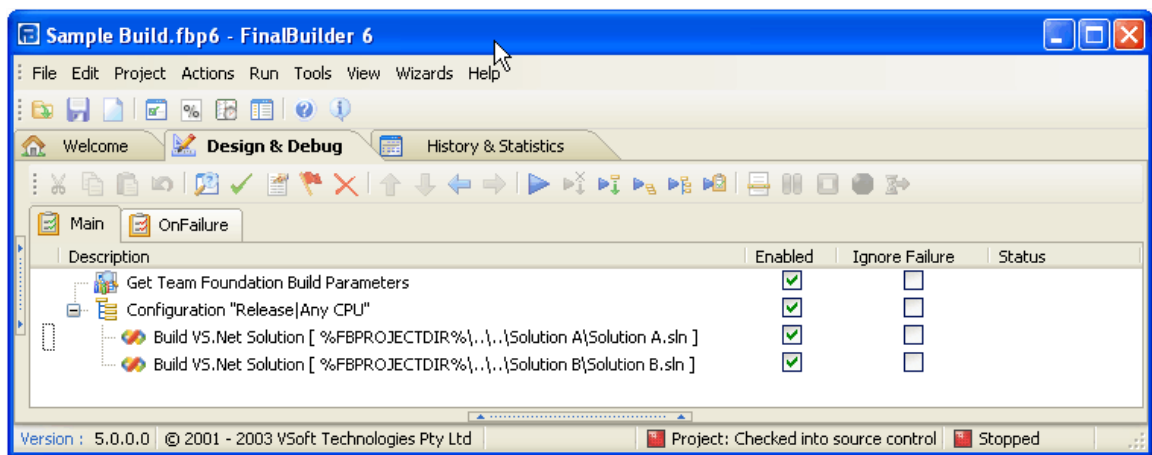 Sample Build.fbp6 - FinalBuilder 6
File Edit Project Actions Run Tools View Wizards Help
Welcome Design & Debug History & Statistics
Main OnFailure
Description Enabled Ignore Failure Status
Get Team Foundation Build Parameters
Configuration "Release|Any CPU"
Build VS.Net Solution [ %FBPROJECTDIR%\..\..\Solution A\Solution A.sln ]
Build VS.Net Solution [ %FBPROJECTDIR%\..\..\Solution B\Solution B.sln ]
Version : 5.0.0.0 © 2001 - 2003 VSoft Technologies Pty Ltd Project: Checked into source control Stopped